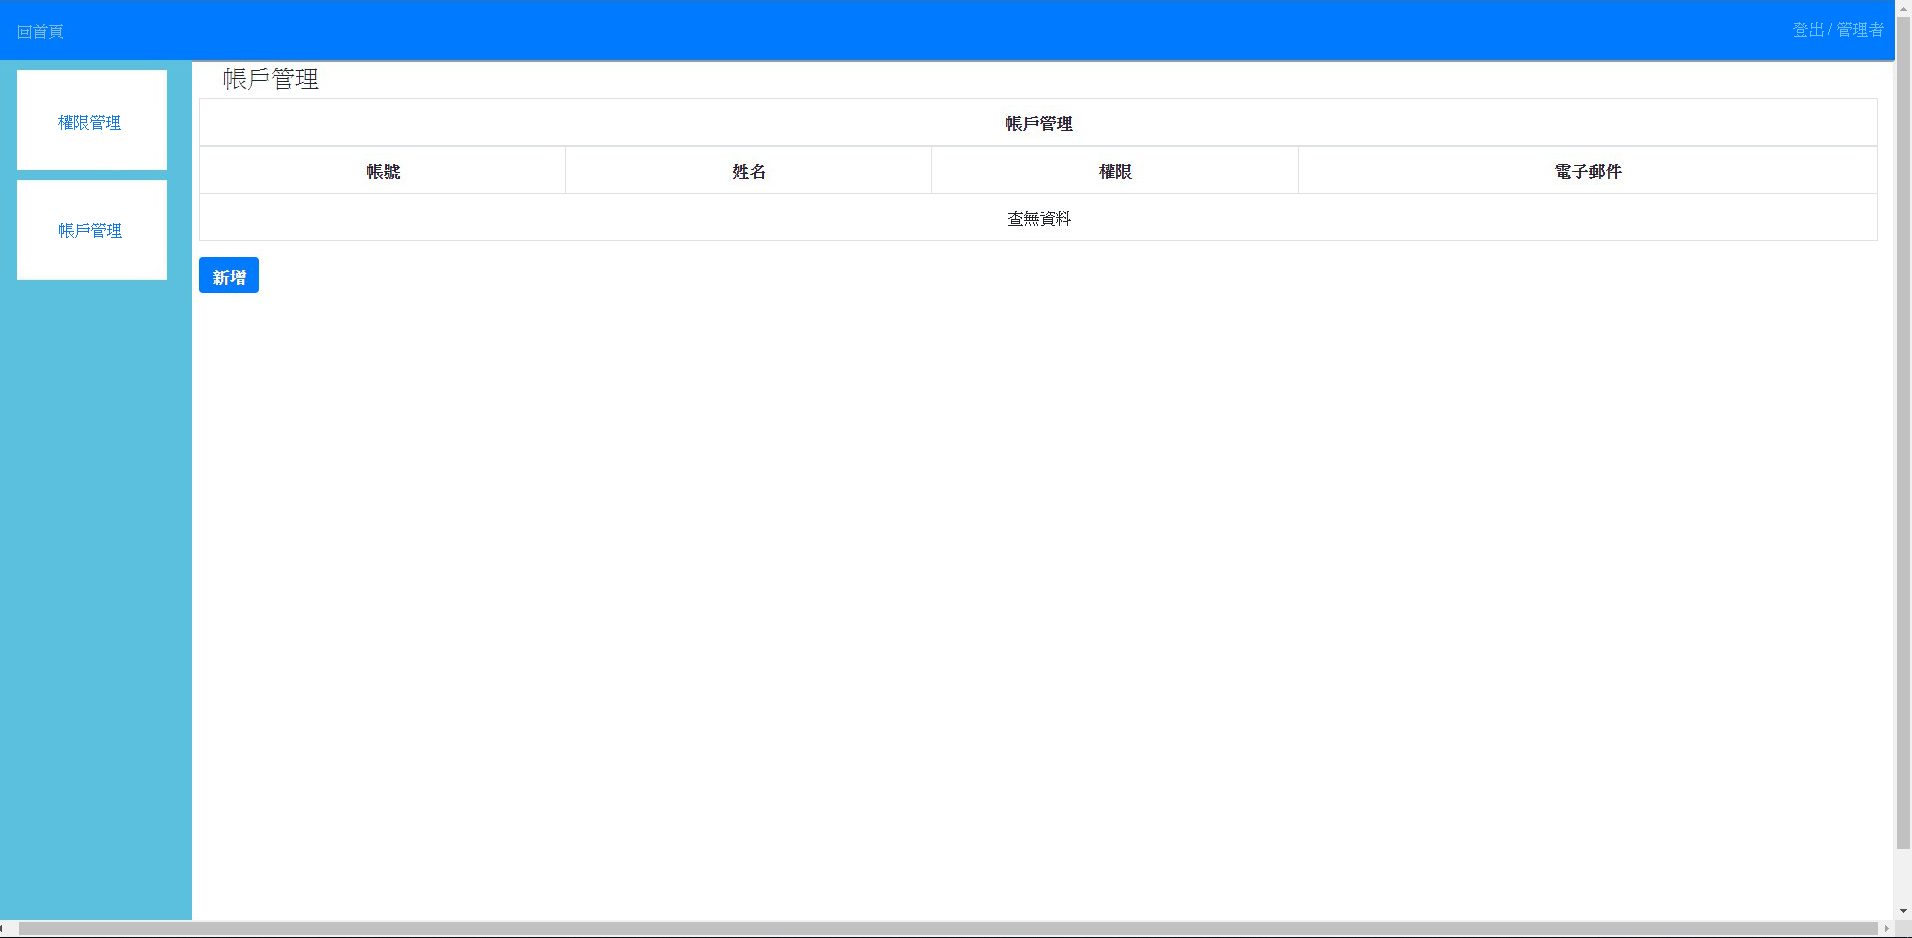 回首頁
登出 / 管理者
權限管理
帳戶管理
帳戶管理
帳戶管理
帳號 姓名 權限 電子郵件
查無資料
新增